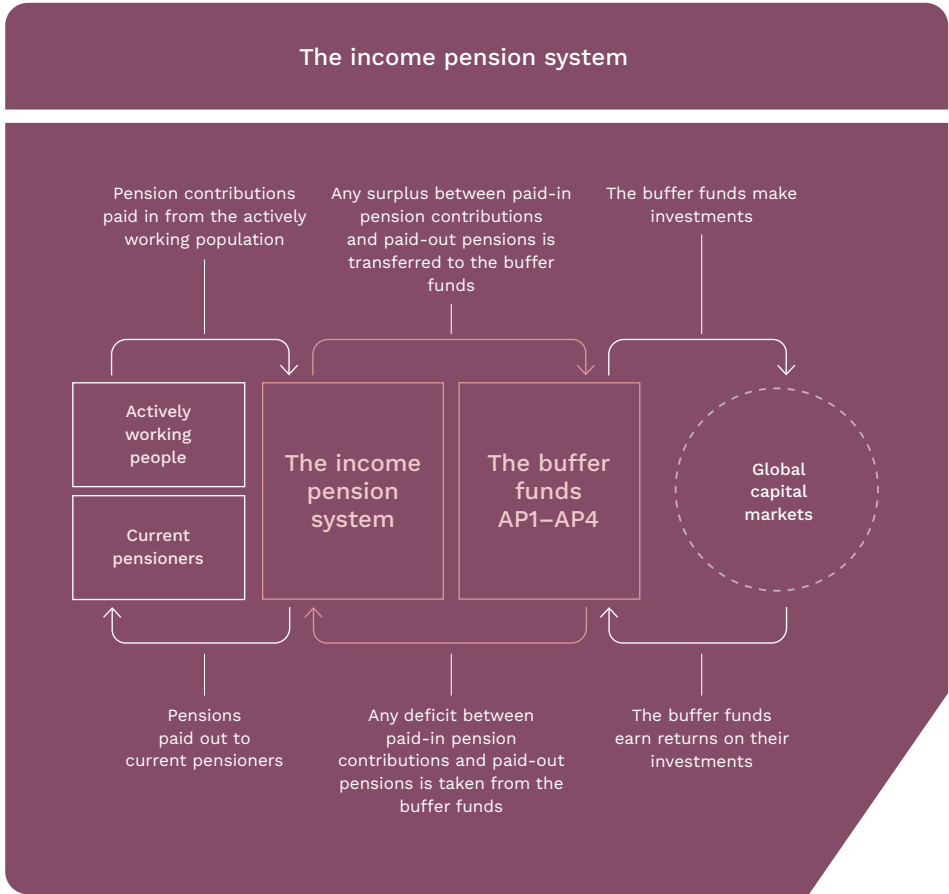 The income pension system
Pension contributions
paid in from the actively
working population
Any surplus between paid-in
pension contributions
and paid-out pensions is
transferred to the buffer
funds
The buffer funds make
investments
Actively
working
people
Current
pensioners
The income
pension
system
The buffer
funds
AP1–AP4
Global
capital
markets
Pensions
paid out to
current pensioners
Any deficit between
paid-in pension
contributions and paid-out
pensions is taken from the
buffer funds
The buffer funds
earn returns on their
investments